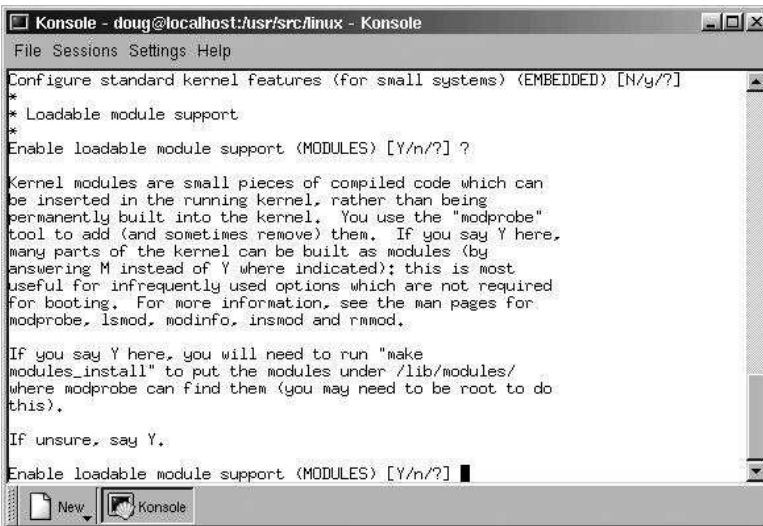 Konsole - doug@localhost:/usr/src/linux - Konsole
File Sessions Settings Help
Configure standard kernel features (for small systems) (EMBEDDED) [N/y/?]
*
* Loadable module support
*
Enable loadable module support (MODULES) [Y/n/?] ?
Kernel modules are small pieces of compiled code which can
be inserted in the running kernel, rather than being
permanently built into the kernel. You use the "modprobe"
tool to add (and sometimes remove) them. If you say Y here,
many parts of the kernel can be built as modules (by
answering M instead of Y where indicated): this is most
useful for infrequently used options which are not required
for booting. For more information, see the man pages for
modprobe, lsmod, modinfo, insmod and rmmod.
If you say Y here, you will need to run "make
modules_install" to put the modules under /lib/modules/
where modprobe can find them (you may need to be root to do
this).
If unsure, say Y.
Enable loadable module support (MODULES) [Y/n/?]
New Konsole